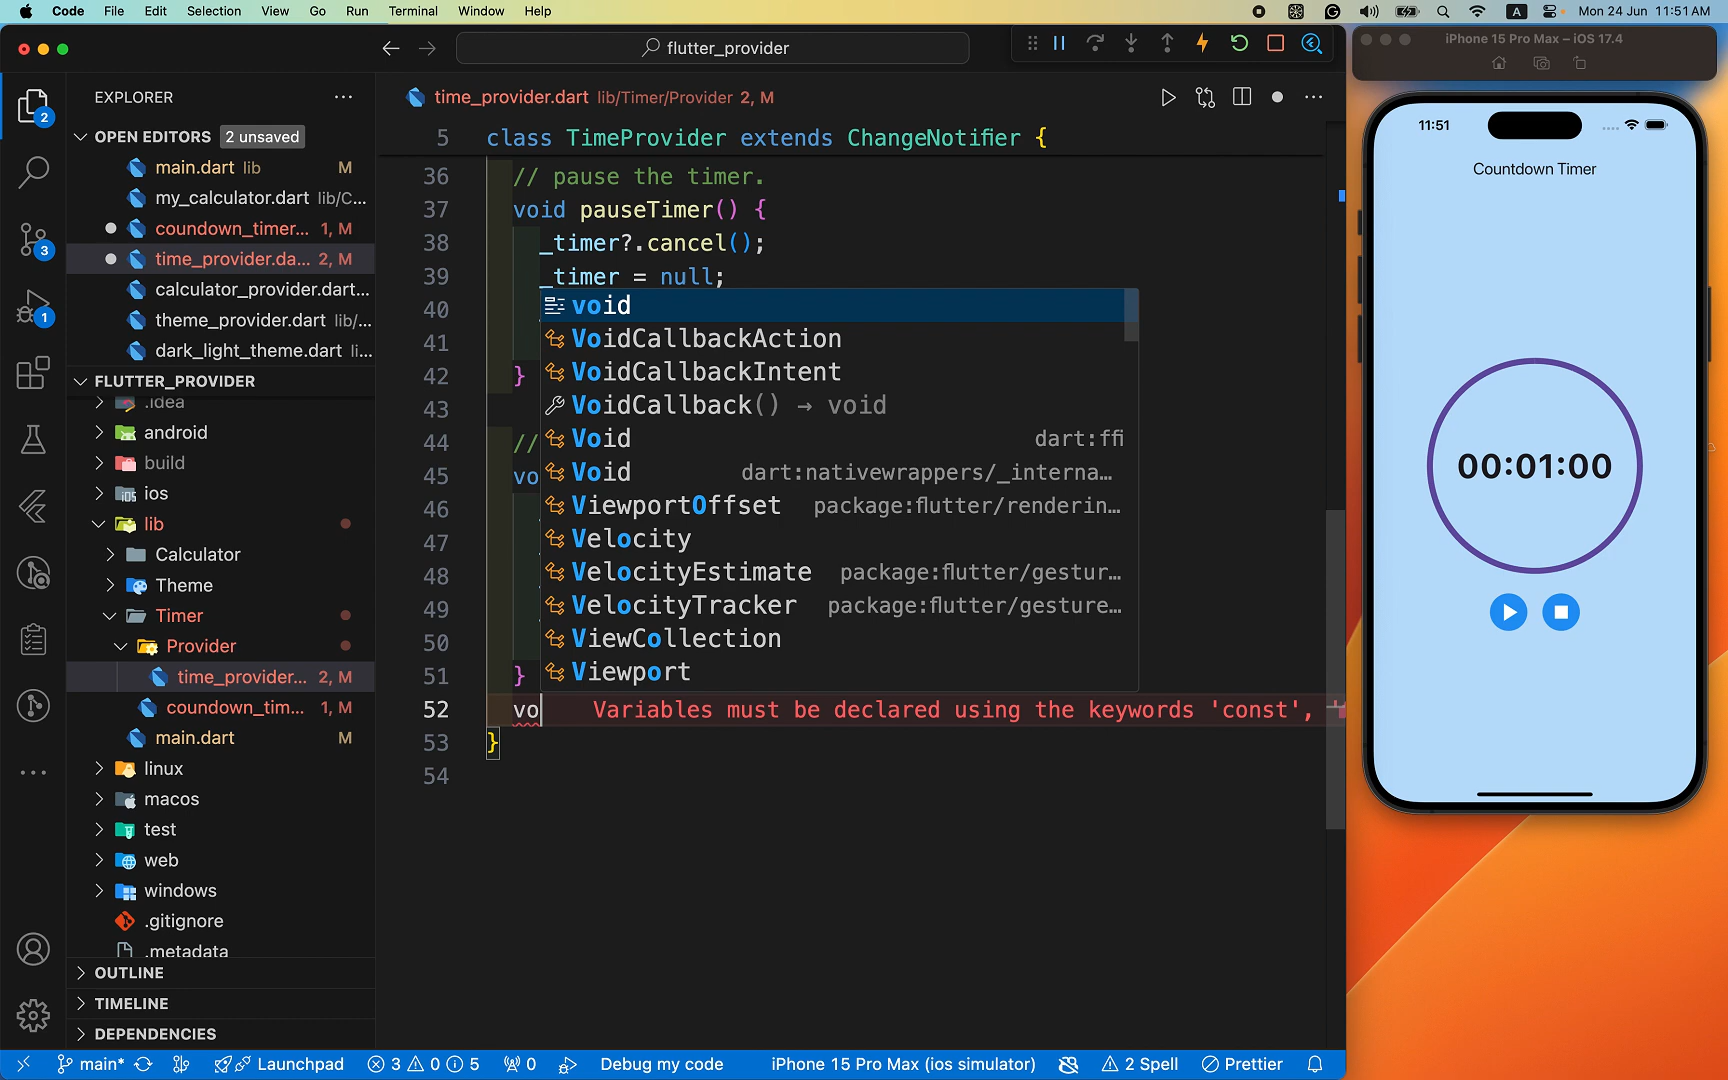 Code File Edit Selection View Go Run Terminal Window Help
A Mon 24 Jun 11:51 AM
flutter_provider
iPhone 15 Pro Max – iOS 17.4
EXPLORER
OPEN EDITORS 2 unsaved
main.dart lib M
my_calculator.dart lib/C...
coundown_timer... 1, M
time_provider.da... 2, M
calculator_provider.dart...
theme_provider.dart lib/...
dark_light_theme.dart li...
FLUTTER_PROVIDER
.idea
android
build
ios
lib
Calculator
Theme
Timer
Provider
time_provider... 2, M
coundown_tim... 1, M
main.dart M
linux
macos
test
web
windows
.gitignore
.metadata
OUTLINE
TIMELINE
DEPENDENCIES
2
3
1
time_provider.dart lib/Timer/Provider 2, M
5 class TimeProvider extends ChangeNotifier {
36 // pause the timer.
37 void pauseTimer() {
38 _timer?.cancel();
39 _timer = null;
40
41
42 }
43
44 //
45 vo
46
47
48
49
50
51 }
52 vo Variables must be declared using the keywords 'const',
53 }
54
void
VoidCallbackAction
VoidCallbackIntent
VoidCallback() → void
Void dart:ffi
Void dart:nativewrappers/_interna...
ViewportOffset package:flutter/renderin...
Velocity
VelocityEstimate package:flutter/gestur...
VelocityTracker package:flutter/gesture...
ViewCollection
Viewport
11:51
Countdown Timer
00:01:00
main* Launchpad 3 0 5 0 Debug my code iPhone 15 Pro Max (ios simulator) 2 Spell Prettier